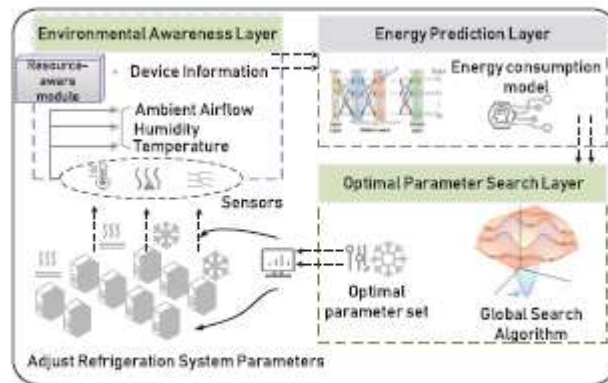 Environmental Awareness Layer
Resource-
aware
module
Device Information
Ambient Airflow
Humidity
Temperature
Sensors
Adjust Refrigeration System Parameters
Energy Prediction Layer
Energy consumption
model
Optimal Parameter Search Layer
Optimal
parameter set
Global Search
Algorithm